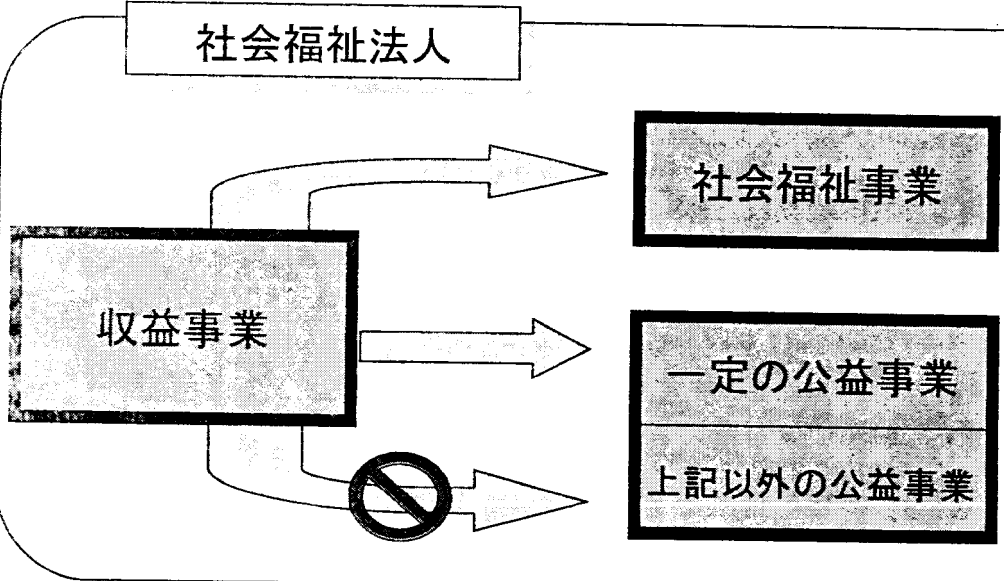 社会福祉法人
社会福祉事業
収益事業
一定の公益事業
上記以外の公益事業